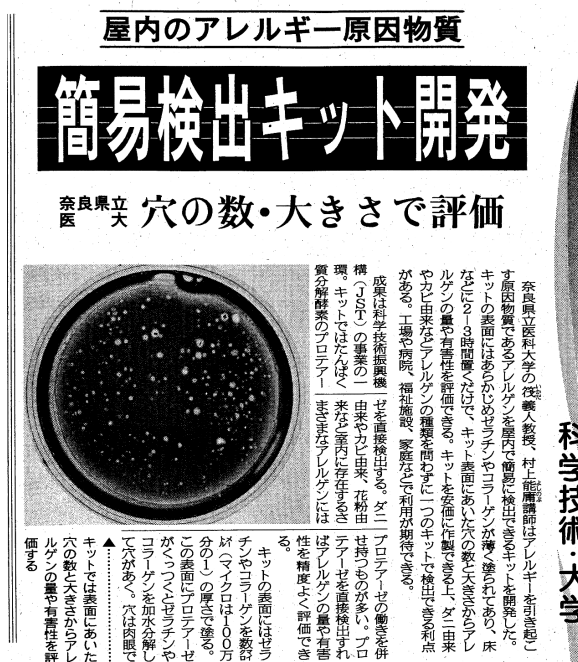 屋内のアレルギー原因物質
簡易検出キット開発
奈良県立
医大
穴の数・大きさで評価
奈良県立医科大学の
義人教授、村上能庸講師はアレルギーを引き起こ
す原因物質であるアレルゲンを屋内で簡易に検出できるキットを開発した。
キットの表面にはあらかじめゼラチンやコラーゲンが薄く塗られてあり、床
などに2―3時間置くだけで、キット表面にあいた穴の数と大きさからアレ
ルゲンの量や有害性を評価できる。キットを安価に作製できる上、ダニ由来
やカビ由来などアレルゲンの種類を問わずに一つのキットで検出できる利点
がある。工場や病院、福祉施設、家庭などで利用が期待できる。
成果は科学技術振興機
構（JST）の事業の一
環。キットではたんぱく
質分解酵素のプロテアー
ゼを直接検出する。ダニ
由来やカビ由来、花粉由
来など室内に存在するさ
まざまなアレルゲンには
プロテアーゼの働きを併
せ持つものが多い。プロ
テアーゼを直接検出すれ
ばアレルゲンの量や有害
性を精度よく評価でき
る。
キットの表面にはゼラ
チンやコラーゲンを数マイクロ
メートル（マイクロは100万
分の1）の厚さで塗る。
この表面にプロテアーゼ
がくっつくとゼラチンや
コラーゲンを加水分解し
て穴があく。穴は肉眼で
▲
キットでは表面にあいた
穴の数と大きさからアレ
ルゲンの量や有害性を評
価する
科学技術・大学